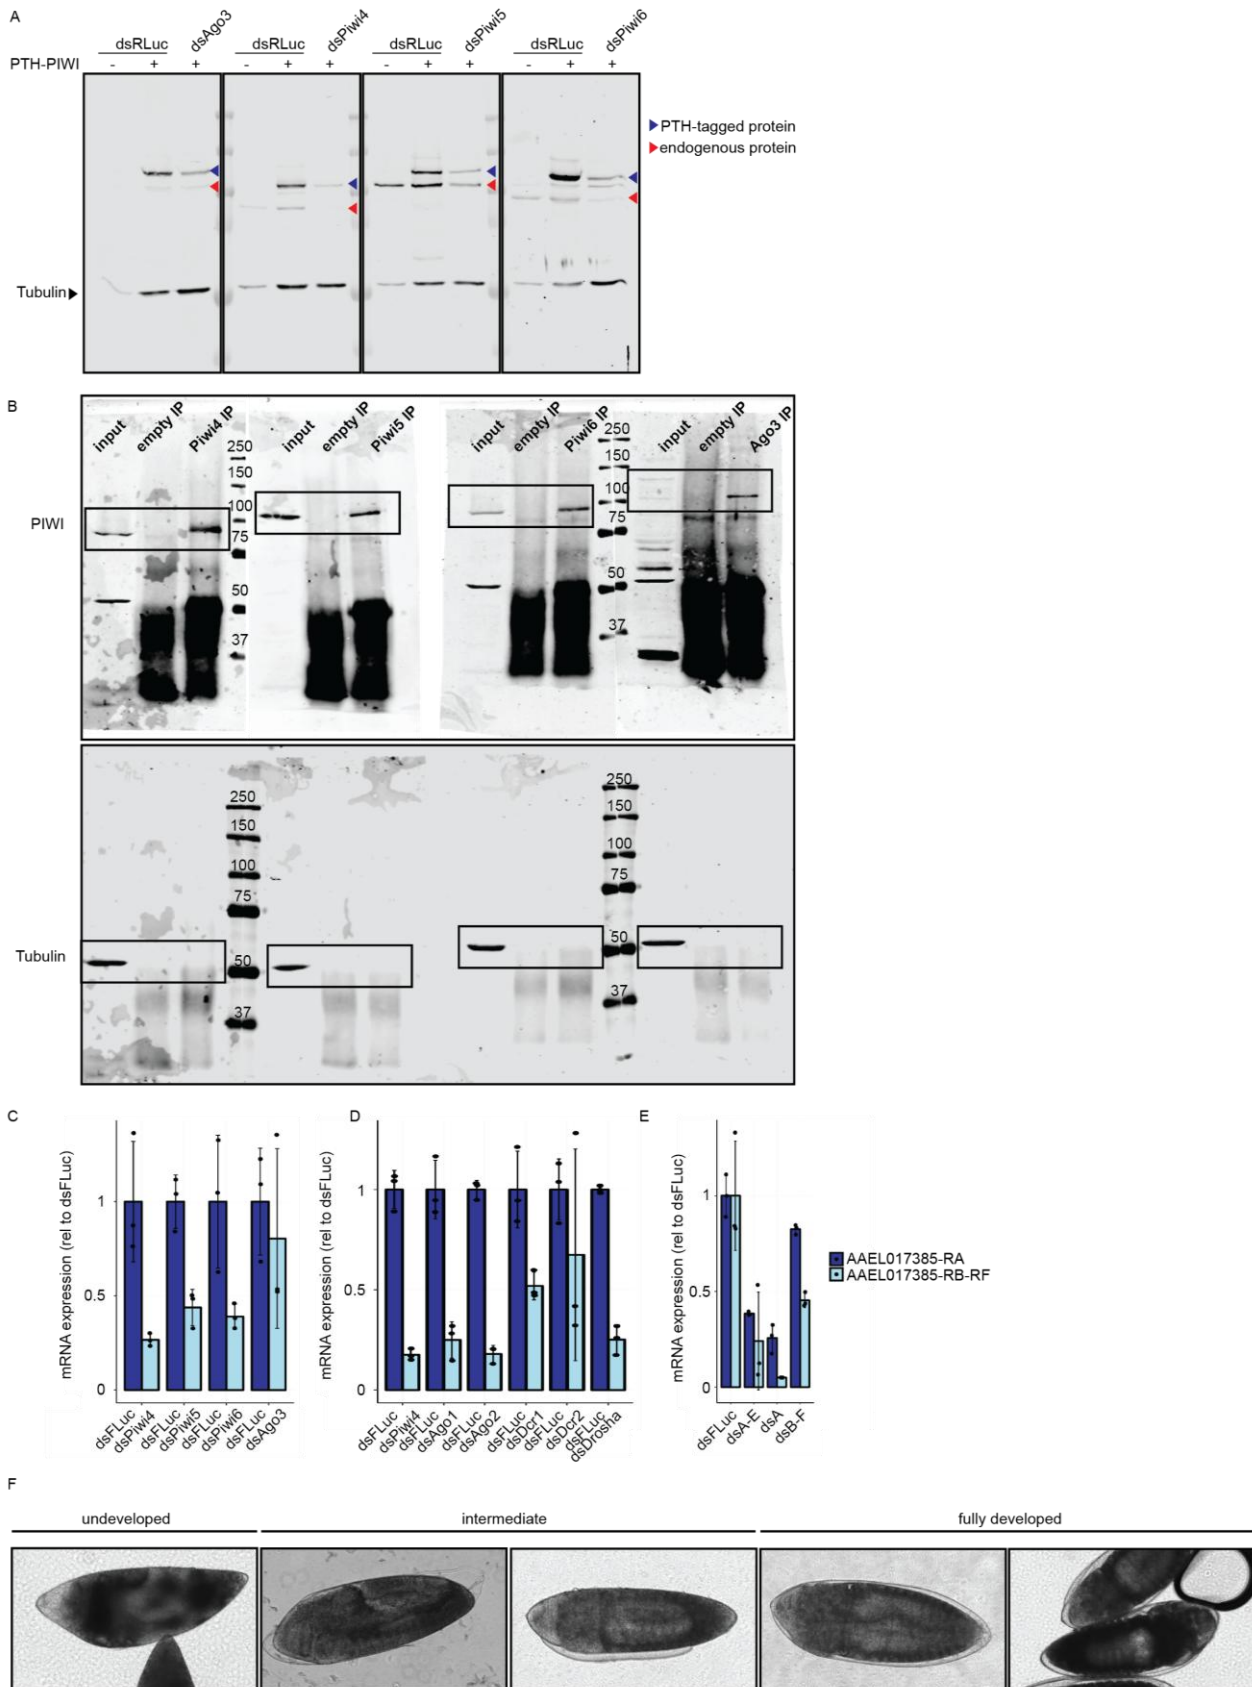 A
dsRLuc dsAgo3 dsRLuc dsPiwi4 dsRLuc dsPiwi5 dsRLuc dsPiwi6
PTH-PIWI - + + - + + - + + - + +
PTH-tagged protein
endogenous protein
Tubulin
B
input empty IP Piwi4 IP input empty IP Piwi5 IP input empty IP Piwi6 IP input empty IP Ago3 IP
250 250
150 150
100 100
75 75
50 50
37 37
PIWI
250 250
150 150
100 100
75 75
50 50
37 37
Tubulin
C
mRNA expression (rel to dsFLuc)
1
0.5
0
dsFLuc dsPiwi4 dsFLuc dsPiwi5 dsFLuc dsPiwi6 dsFLuc dsAgo3
D
mRNA expression (rel to dsFLuc)
1
0.5
0
dsFLuc dsPiwi4 dsFLuc dsAgo1 dsFLuc dsAgo2 dsFLuc dsDcr1 dsFLuc dsDcr2 dsFLuc dsDrosha
E
mRNA expression (rel to dsFLuc)
1
0.5
0
dsFLuc dsA-E dsA dsB-F
AAEL017385-RA
AAEL017385-RB-RF
F
undeveloped intermediate fully developed